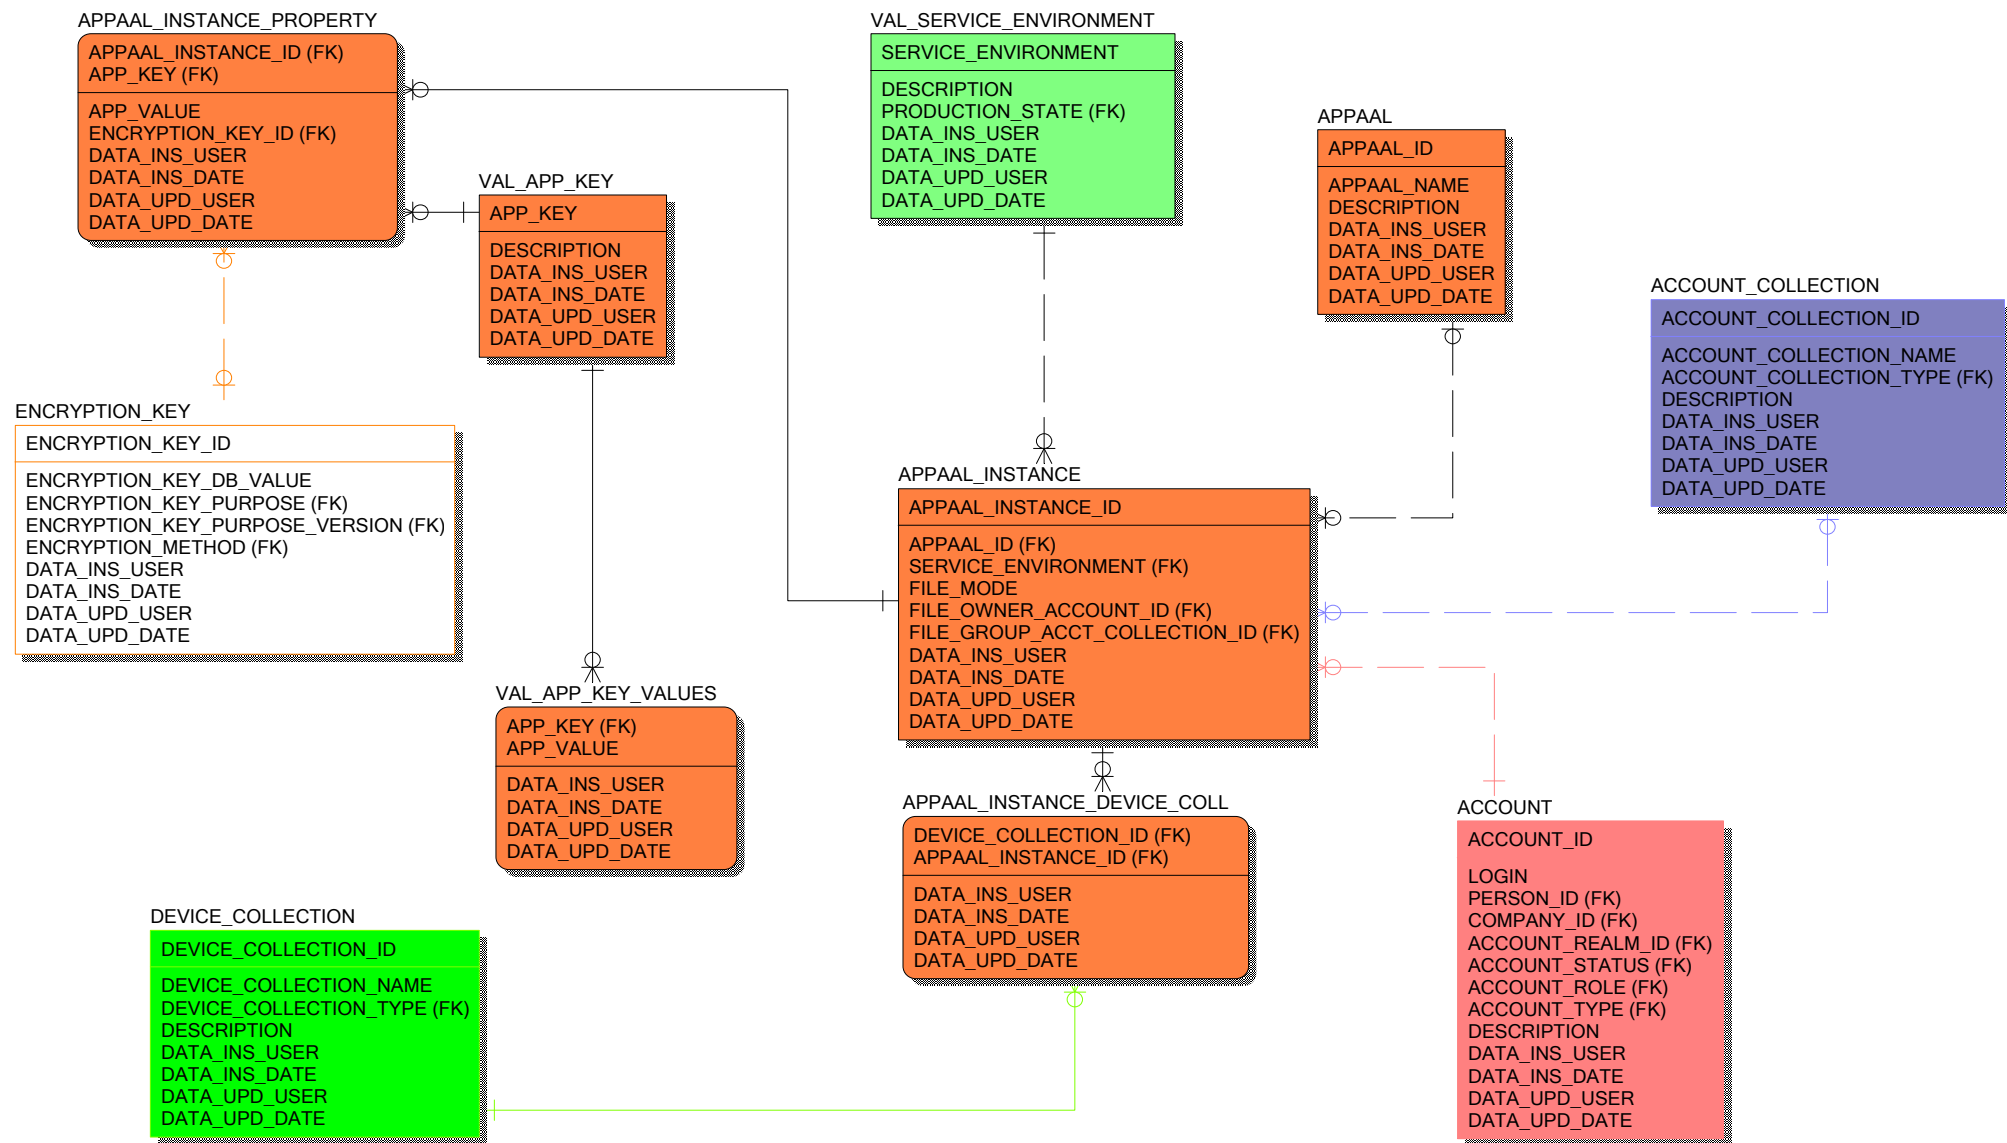 APPAAL_INSTANCE_PROPERTY
APPAAL_INSTANCE_ID (FK)
APP_KEY (FK)
APP_VALUE
ENCRYPTION_KEY_ID (FK)
DATA_INS_USER
DATA_INS_DATE
DATA_UPD_USER
DATA_UPD_DATE
VAL_APP_KEY
APP_KEY
DESCRIPTION
DATA_INS_USER
DATA_INS_DATE
DATA_UPD_USER
DATA_UPD_DATE
VAL_SERVICE_ENVIRONMENT
SERVICE_ENVIRONMENT
DESCRIPTION
PRODUCTION_STATE (FK)
DATA_INS_USER
DATA_INS_DATE
DATA_UPD_USER
DATA_UPD_DATE
APPAAL
APPAAL_ID
APPAAL_NAME
DESCRIPTION
DATA_INS_USER
DATA_INS_DATE
DATA_UPD_USER
DATA_UPD_DATE
ACCOUNT_COLLECTION
ACCOUNT_COLLECTION_ID
ACCOUNT_COLLECTION_NAME
ACCOUNT_COLLECTION_TYPE (FK)
DESCRIPTION
DATA_INS_USER
DATA_INS_DATE
DATA_UPD_USER
DATA_UPD_DATE
ENCRYPTION_KEY
ENCRYPTION_KEY_ID
ENCRYPTION_KEY_DB_VALUE
ENCRYPTION_KEY_PURPOSE (FK)
ENCRYPTION_KEY_PURPOSE_VERSION (FK)
ENCRYPTION_METHOD (FK)
DATA_INS_USER
DATA_INS_DATE
DATA_UPD_USER
DATA_UPD_DATE
APPAAL_INSTANCE
APPAAL_INSTANCE_ID
APPAAL_ID (FK)
SERVICE_ENVIRONMENT (FK)
FILE_MODE
FILE_OWNER_ACCOUNT_ID (FK)
FILE_GROUP_ACCT_COLLECTION_ID (FK)
DATA_INS_USER
DATA_INS_DATE
DATA_UPD_USER
DATA_UPD_DATE
VAL_APP_KEY_VALUES
APP_KEY (FK)
APP_VALUE
DATA_INS_USER
DATA_INS_DATE
DATA_UPD_USER
DATA_UPD_DATE
APPAAL_INSTANCE_DEVICE_COLL
DEVICE_COLLECTION_ID (FK)
APPAAL_INSTANCE_ID (FK)
DATA_INS_USER
DATA_INS_DATE
DATA_UPD_USER
DATA_UPD_DATE
ACCOUNT
ACCOUNT_ID
LOGIN
PERSON_ID (FK)
COMPANY_ID (FK)
ACCOUNT_REALM_ID (FK)
ACCOUNT_STATUS (FK)
ACCOUNT_ROLE (FK)
ACCOUNT_TYPE (FK)
DESCRIPTION
DATA_INS_USER
DATA_INS_DATE
DATA_UPD_USER
DATA_UPD_DATE
DEVICE_COLLECTION
DEVICE_COLLECTION_ID
DEVICE_COLLECTION_NAME
DEVICE_COLLECTION_TYPE (FK)
DESCRIPTION
DATA_INS_USER
DATA_INS_DATE
DATA_UPD_USER
DATA_UPD_DATE